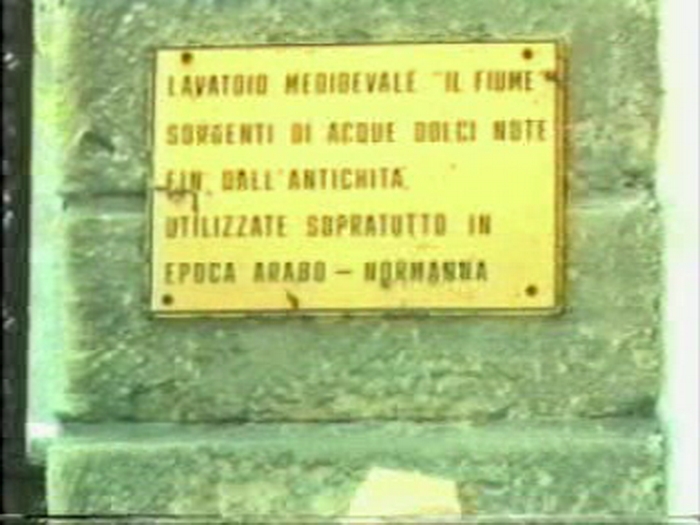 LAVATOIO MEDIOEVALE "IL FIUME"
SORGENTI DI ACQUE DOLCI NOTE
FIN DALL'ANTICHITA'
UTILIZZATE SOPRATUTTO IN
EPOCA ARABO - NORMANNA